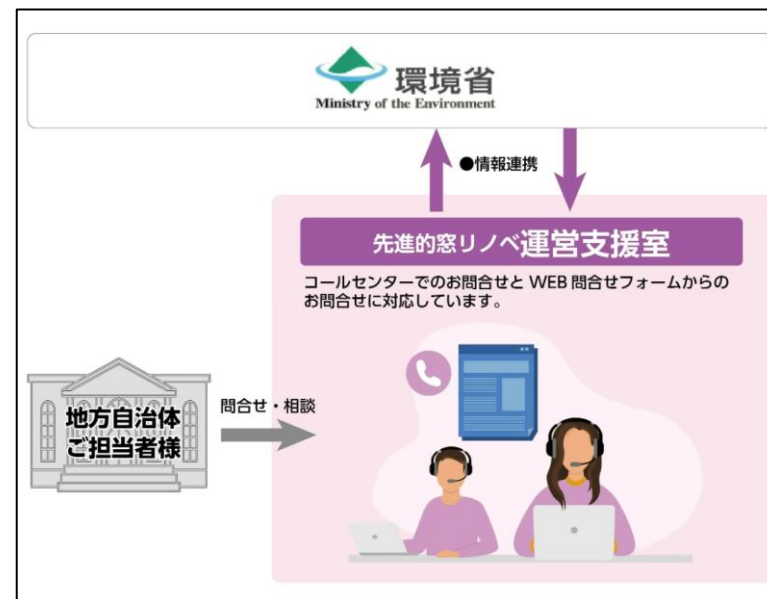 環境省
Ministry of the Environment
●情報連携
先進的窓リノベ運営支援室
コールセンターでのお問合せと WEB 問合せフォームからの
お問合せに対応しています。
地方自治体
ご担当者様
問合せ・相談